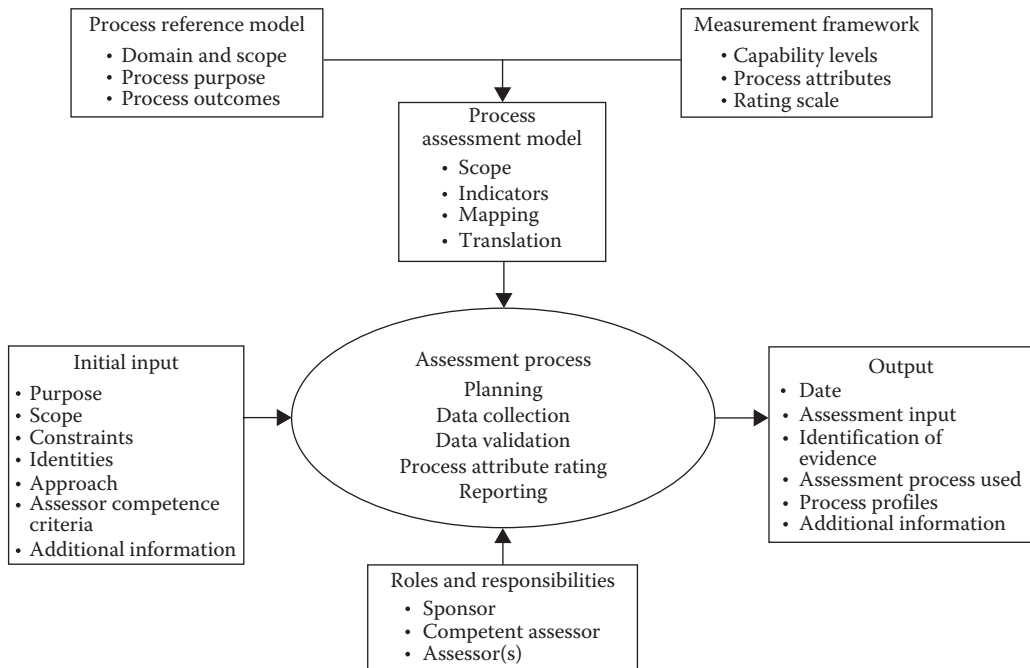 Process reference model
• Domain and scope
• Process purpose
• Process outcomes
Measurement framework
• Capability levels
• Process attributes
• Rating scale
Process
assessment model
• Scope
• Indicators
• Mapping
• Translation
Initial input
• Purpose
• Scope
• Constraints
• Identities
• Approach
• Assessor competence
criteria
• Additional information
Assessment process
Planning
Data collection
Data validation
Process attribute rating
Reporting
Output
• Date
• Assessment input
• Identification of
evidence
• Assessment process used
• Process profiles
• Additional information
Roles and responsibilities
• Sponsor
• Competent assessor
• Assessor(s)